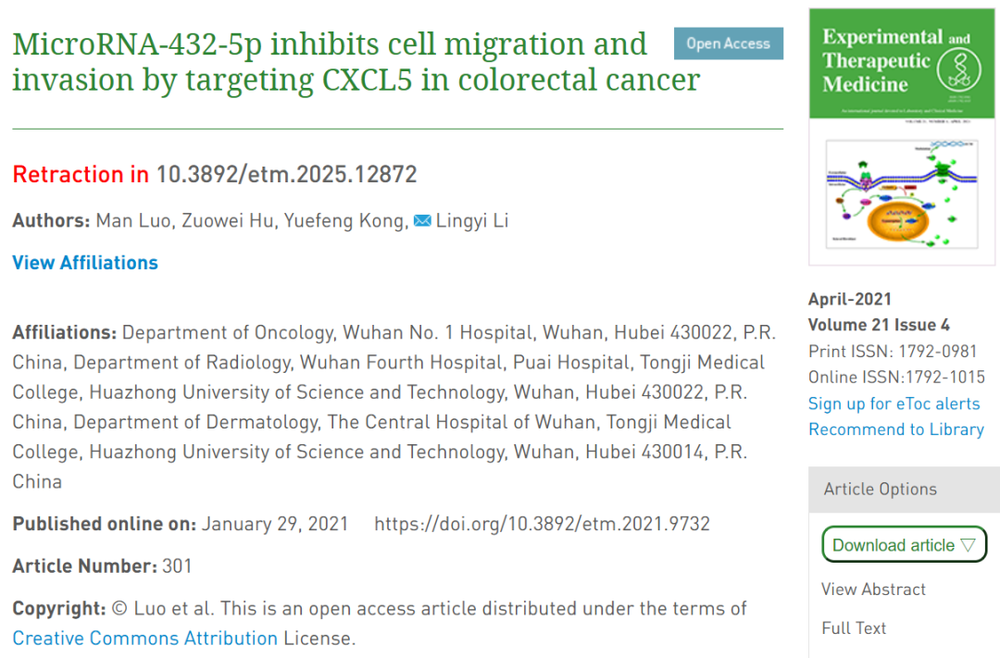 MicroRNA-432-5p inhibits cell migration and
invasion by targeting CXCL5 in colorectal cancer
Open Access
Retraction in 10.3892/etm.2025.12872
Authors: Man Luo, Zuowei Hu, Yuefeng Kong, Lingyi Li
View Affiliations
Affiliations: Department of Oncology, Wuhan No. 1 Hospital, Wuhan, Hubei 430022, P.R.
China, Department of Radiology, Wuhan Fourth Hospital, Puai Hospital, Tongji Medical
College, Huazhong University of Science and Technology, Wuhan, Hubei 430022, P.R.
China, Department of Dermatology, The Central Hospital of Wuhan, Tongji Medical
College, Huazhong University of Science and Technology, Wuhan, Hubei 430014, P.R.
China
Published online on: January 29, 2021 https://doi.org/10.3892/etm.2021.9732
Article Number: 301
Copyright: © Luo et al. This is an open access article distributed under the terms of
Creative Commons Attribution License.
Experimental and
Therapeutic
Medicine
April-2021
Volume 21 Issue 4
Print ISSN: 1792-0981
Online ISSN:1792-1015
Sign up for eToc alerts
Recommend to Library
Article Options
Download article ▽
View Abstract
Full Text